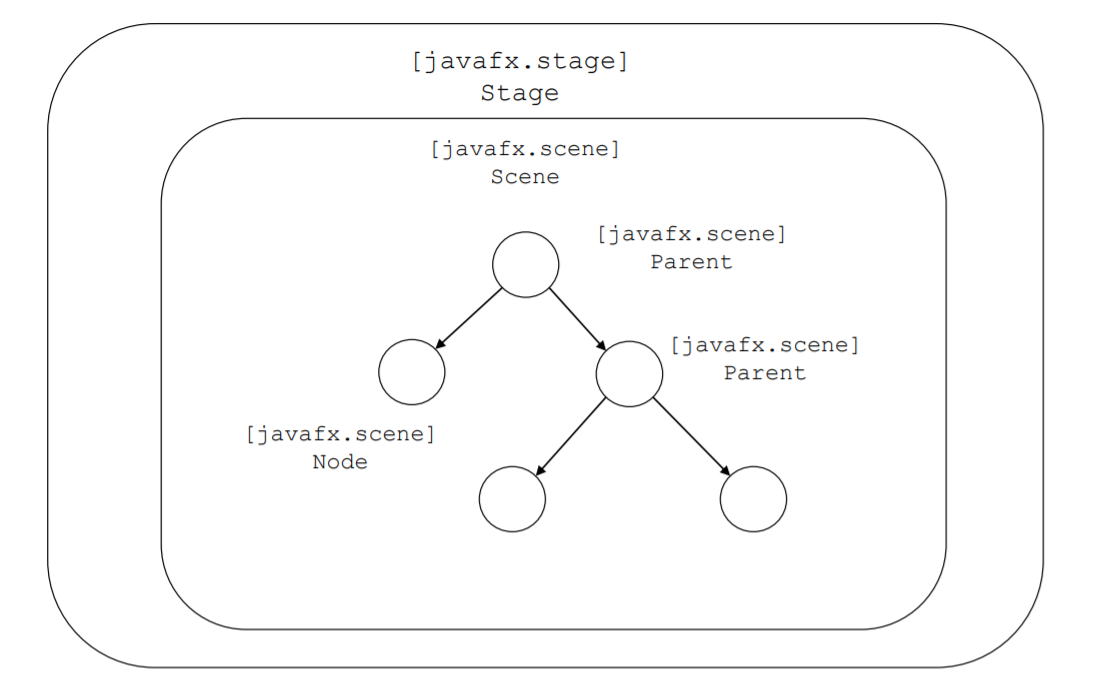 [javafx.stage]
Stage
[javafx.scene]
Scene
[javafx.scene]
Parent
[javafx.scene]
Parent
[javafx.scene]
Node